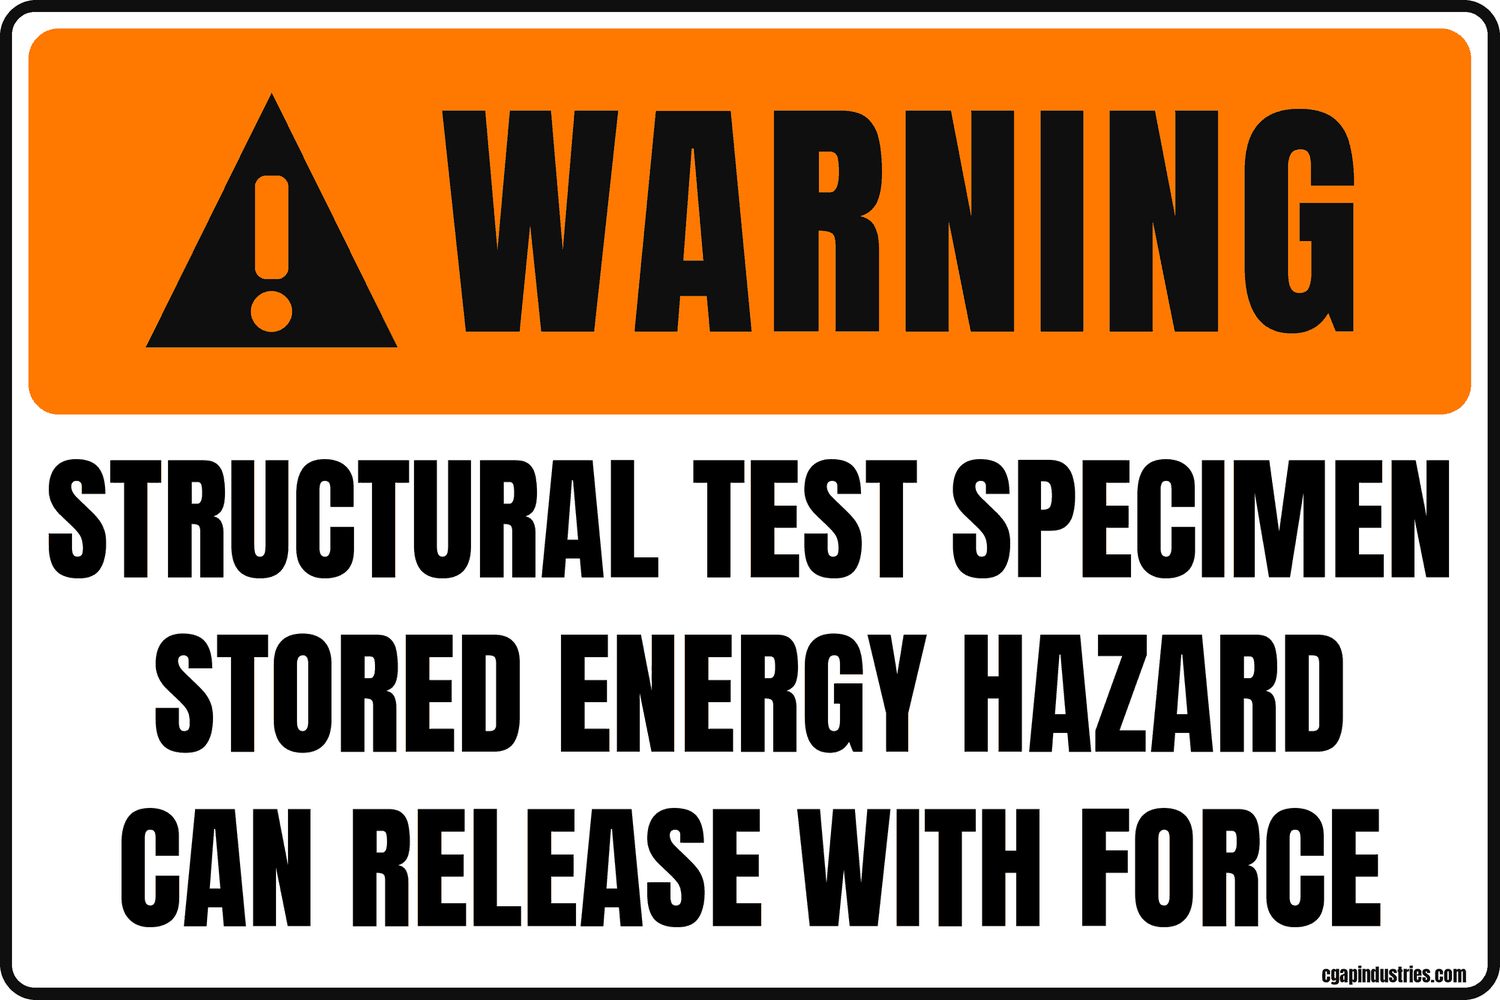 WARNING
STRUCTURAL TEST SPECIMEN
STORED ENERGY HAZARD
CAN RELEASE WITH FORCE
cgapindustries.com